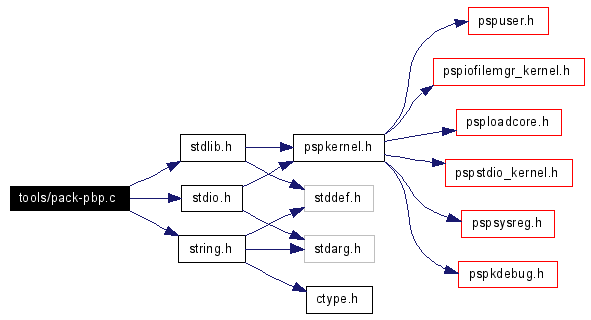 pspuser.h
pspiofilemgr_kernel.h
psploadcore.h
stdlib.h
pspkernel.h
pspstdio_kernel.h
tools/pack-pbp.c
stdio.h
stddef.h
pspsysreg.h
string.h
stdarg.h
pspkdebug.h
ctype.h